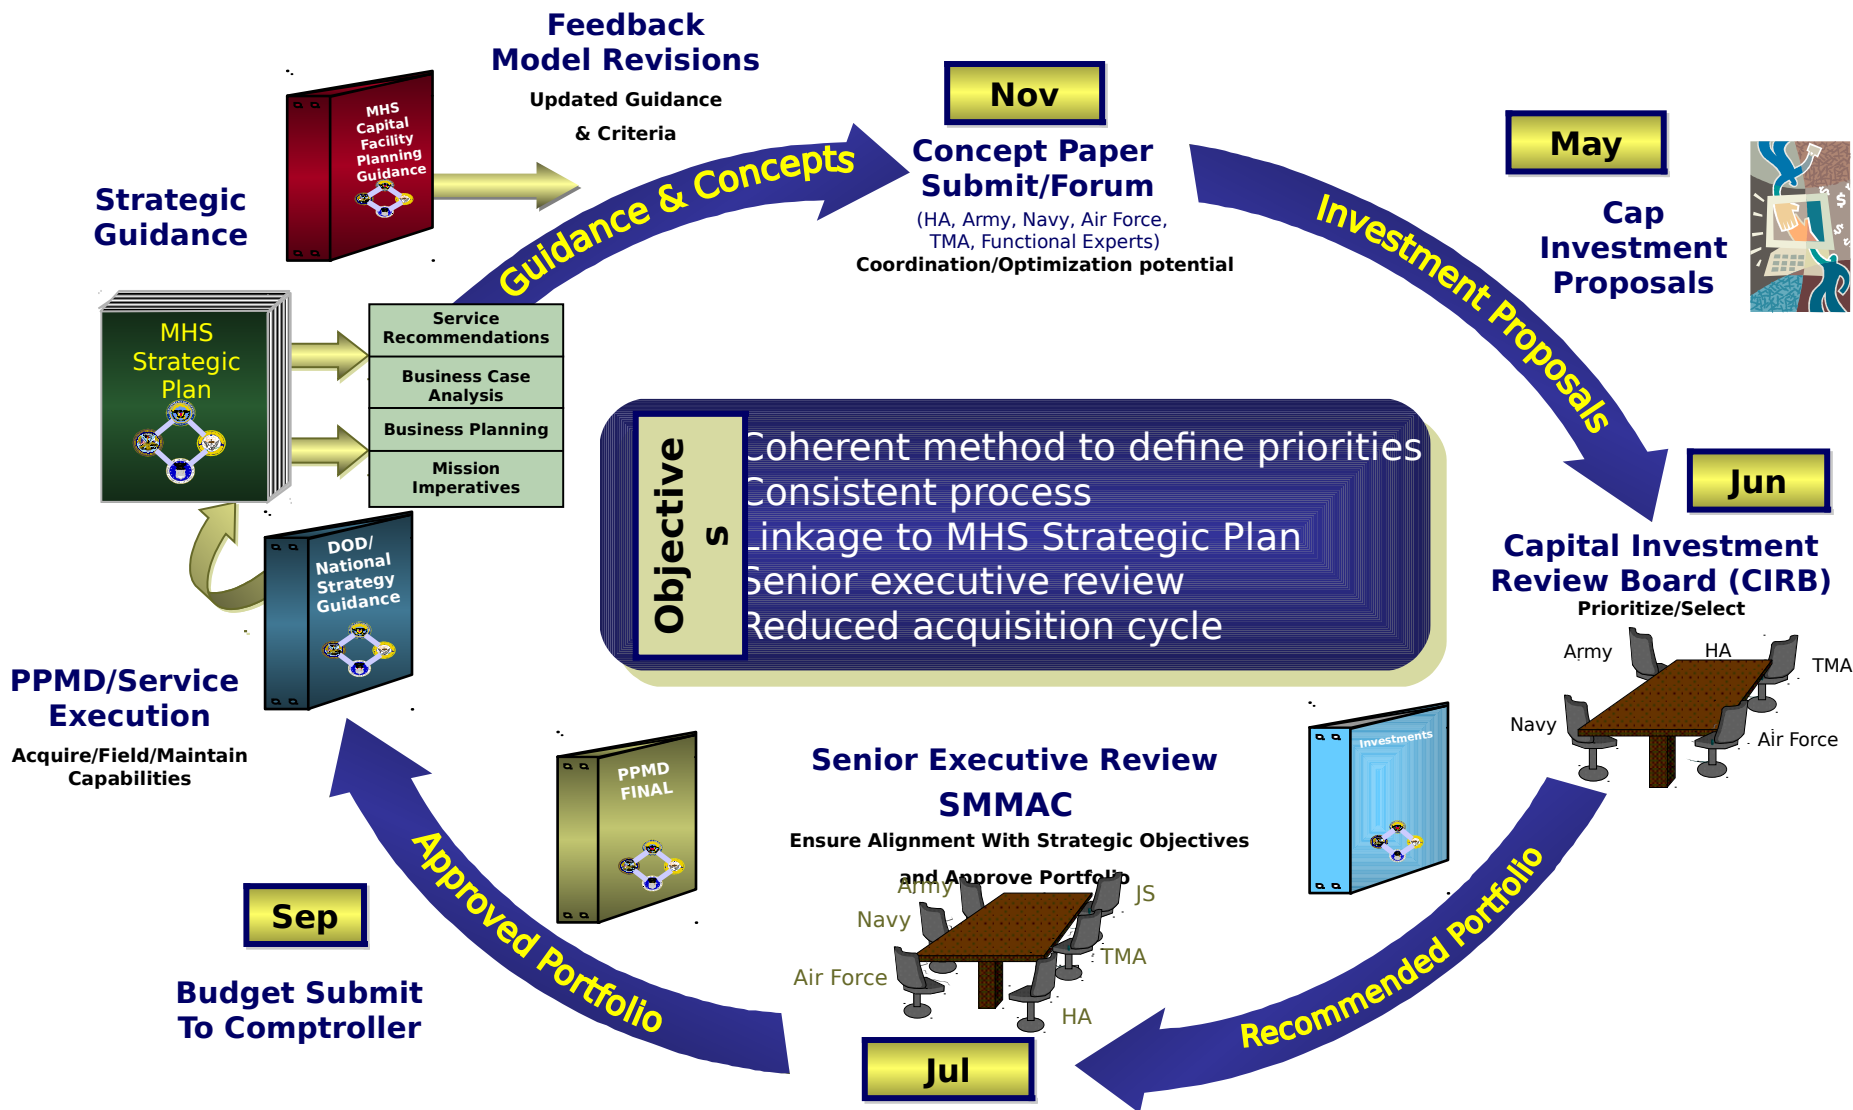 Feedback
Model Revisions
Updated Guidance
& Criteria
MHS
Capital
Facility
Planning
Guidance
Strategic
Guidance
Guidance & Concepts
Nov
Concept Paper
Submit/Forum
(HA, Army, Navy, Air Force,
TMA, Functional Experts)
Coordination/Optimization potential
Investment Proposals
May
Cap
Investment
Proposals
MHS
Strategic
Plan
Service
Recommendations
Business Case
Analysis
Business Planning
Mission
Imperatives
Objective
s
Coherent method to define priorities
Consistent process
Linkage to MHS Strategic Plan
Senior executive review
Reduced acquisition cycle
Jun
Capital Investment
Review Board (CIRB)
Prioritize/Select
Army
HA
TMA
Navy
Air Force
DOD/
National
Strategy
Guidance
PPMD/Service
Execution
Acquire/Field/Maintain
Capabilities
PPMD
FINAL
Senior Executive Review
SMMAC
Ensure Alignment With Strategic Objectives
and Approve Portfolio
Army
JS
Navy
TMA
Air Force
HA
Investments
Recommended Portfolio
Jul
Approved Portfolio
Sep
Budget Submit
To Comptroller